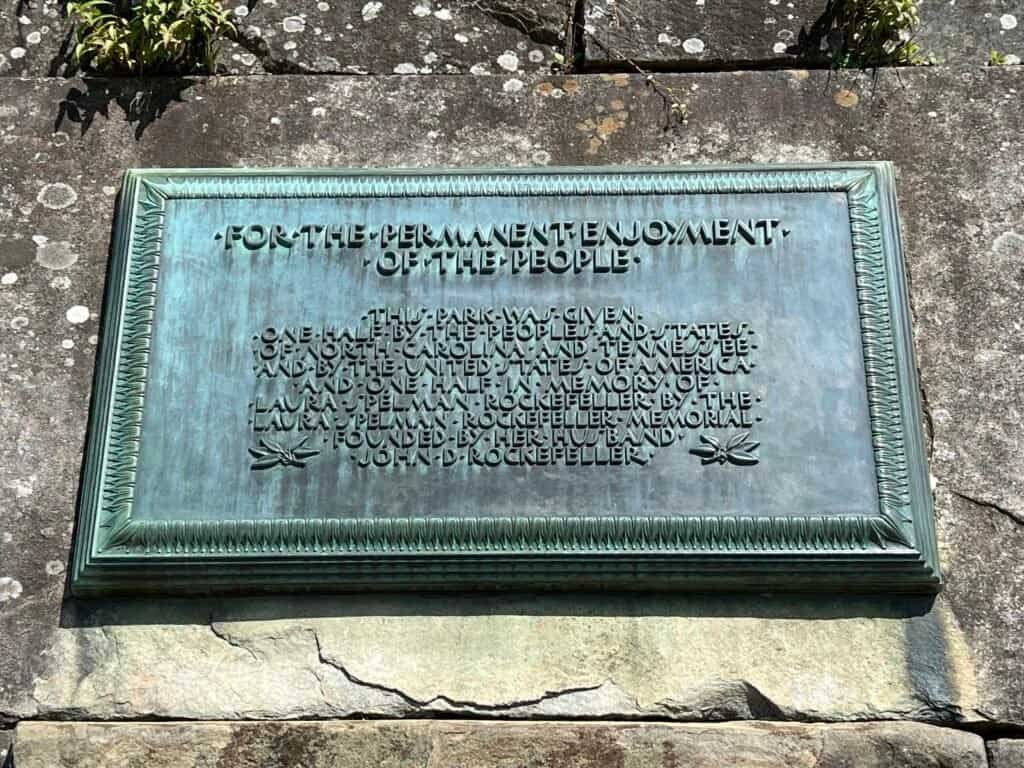 ·FOR·THE·PERMANENT·ENJOYMENT·
·OF·THE·PEOPLE·
·THIS·PARK·WAS·GIVEN·
·ONE·HALF·BY·THE·PEOPLES·AND·STATES·
OF·NORTH·CAROLINA·AND·TENNESSEE·
·AND·BY·THE·UNITED·STATES·OF·AMERICA·
·AND·ONE·HALF·IN·MEMORY·OF·
·LAURA·SPELMAN·ROCKEFELLER·BY·THE·
·LAURA·SPELMAN·ROCKEFELLER·MEMORIAL·
·FOUNDED·BY·HER·HUSBAND·
·JOHN·D·ROCKEFELLER·